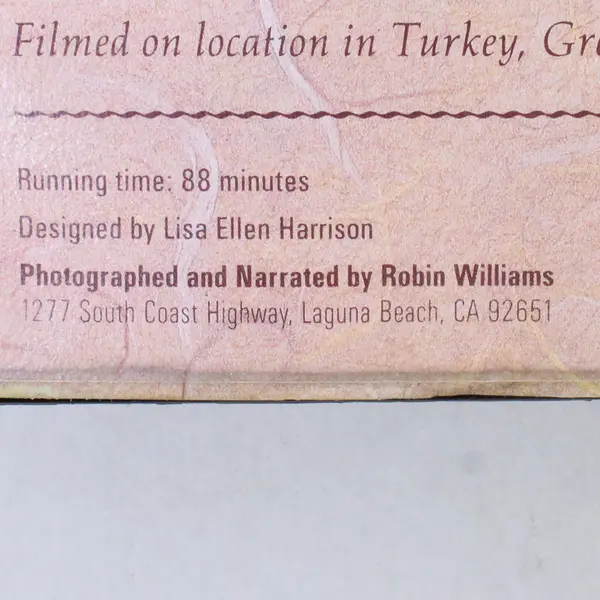 Filmed on location in Turkey,
Running time: 88 minutes
Designed by Lisa Ellen Harrison
Photographed and Narrated by Robin Williams
1277 South Coast Highway, Laguna Beach, CA 92651